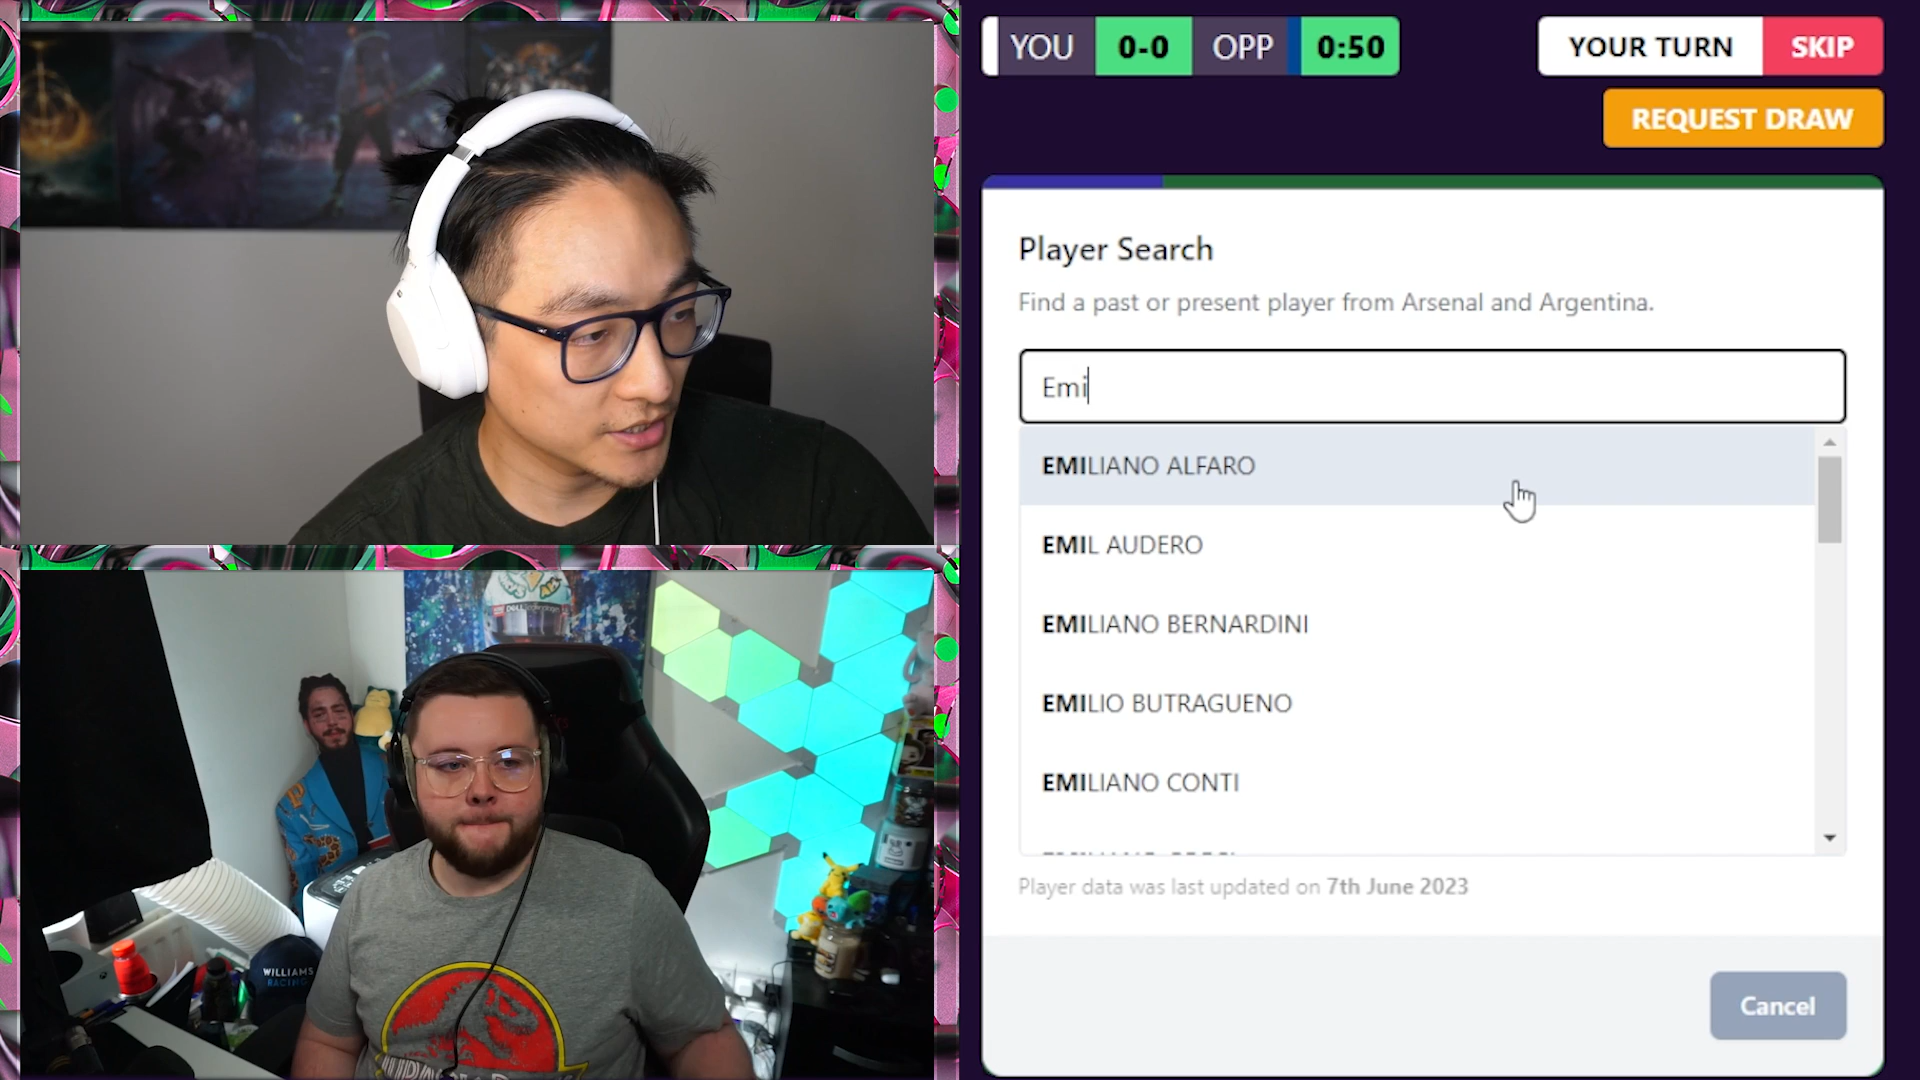 YOU 0-0 OPP 0:50
YOUR TURN SKIP
REQUEST DRAW
Player Search
Find a past or present player from Arsenal and Argentina.
Emi
EMILIANO ALFARO
EMIL AUDERO
EMILIANO BERNARDINI
EMILIO BUTRAGUENO
EMILIANO CONTI
Player data was last updated on 7th June 2023
Cancel
DELL Technologies
WILLIAMS
RACING